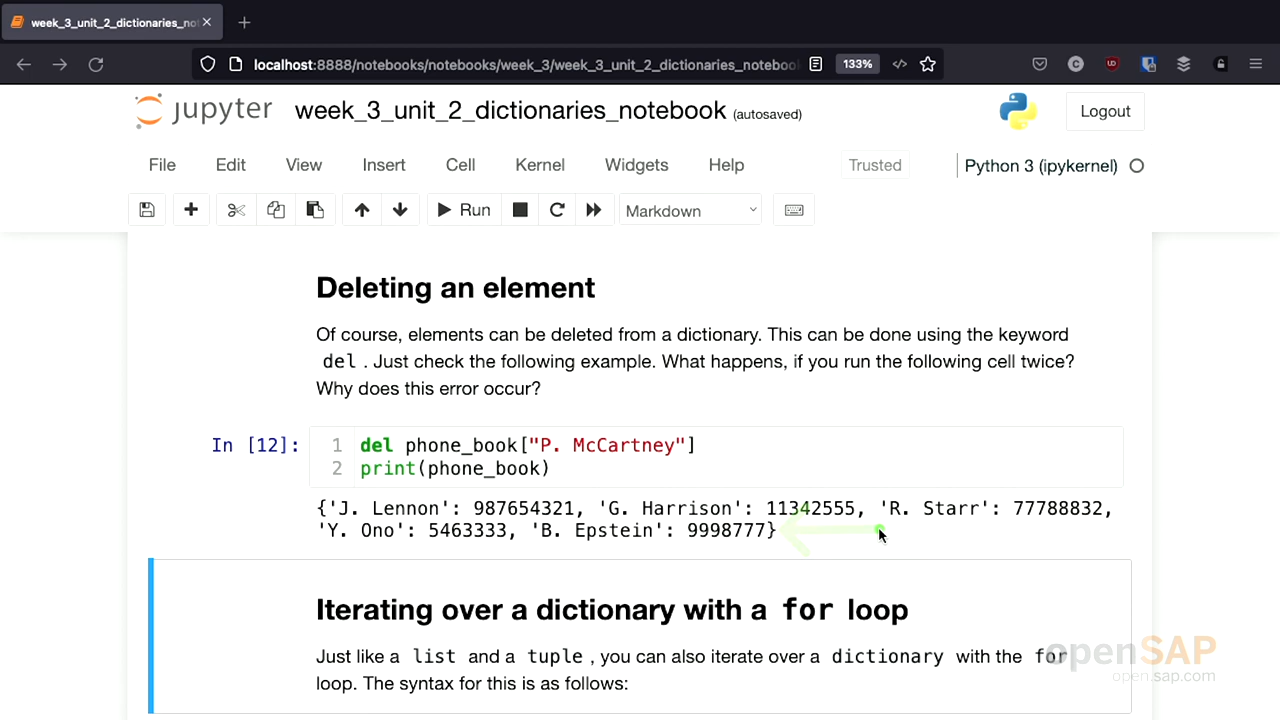 week_3_unit_2_dictionaries_no
localhost:8888/notebooks/notebooks/week_3/week_3_unit_2_dictionaries_noteboo
133%
jupyter week_3_unit_2_dictionaries_notebook (autosaved)
Logout
File Edit View Insert Cell Kernel Widgets Help
Trusted
Python 3 (ipykernel)
Run
Markdown
Deleting an element
Of course, elements can be deleted from a dictionary. This can be done using the keyword
del . Just check the following example. What happens, if you run the following cell twice?
Why does this error occur?
In [12]:
1 del phone_book["P. McCartney"]
2 print(phone_book)
{'J. Lennon': 987654321, 'G. Harrison': 11342555, 'R. Starr': 77788832,
'Y. Ono': 5463333, 'B. Epstein': 9998777}
Iterating over a dictionary with a for loop
Just like a list and a tuple , you can also iterate over a dictionary with the for
loop. The syntax for this is as follows:
openSAP
open.sap.com